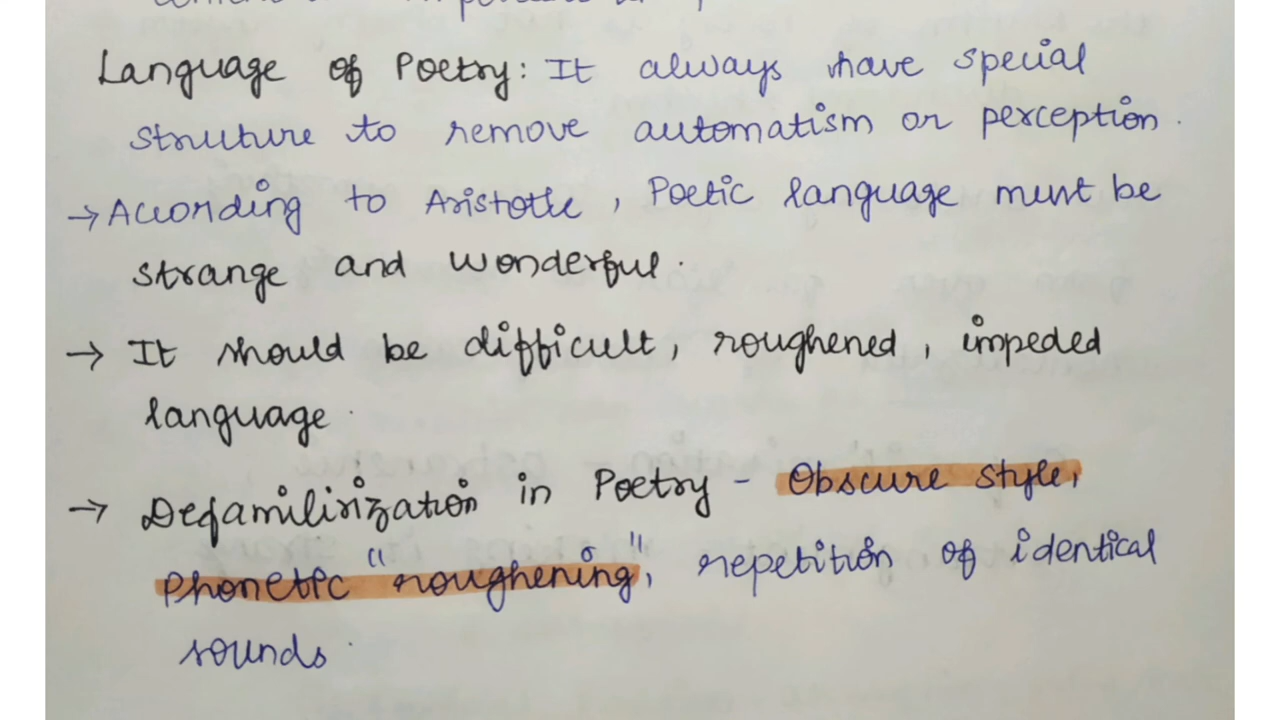 Language of Poetry: It always have special
struture to remove automatism or perception.
→ According to Aristotle, Poetic language must be
strange and wonderful.
→ It should be difficult, roughened, impeded
language.
→ Defamilirization in Poetry - Obscure style,
Phonetic "roughening", repetition of identical
sounds.